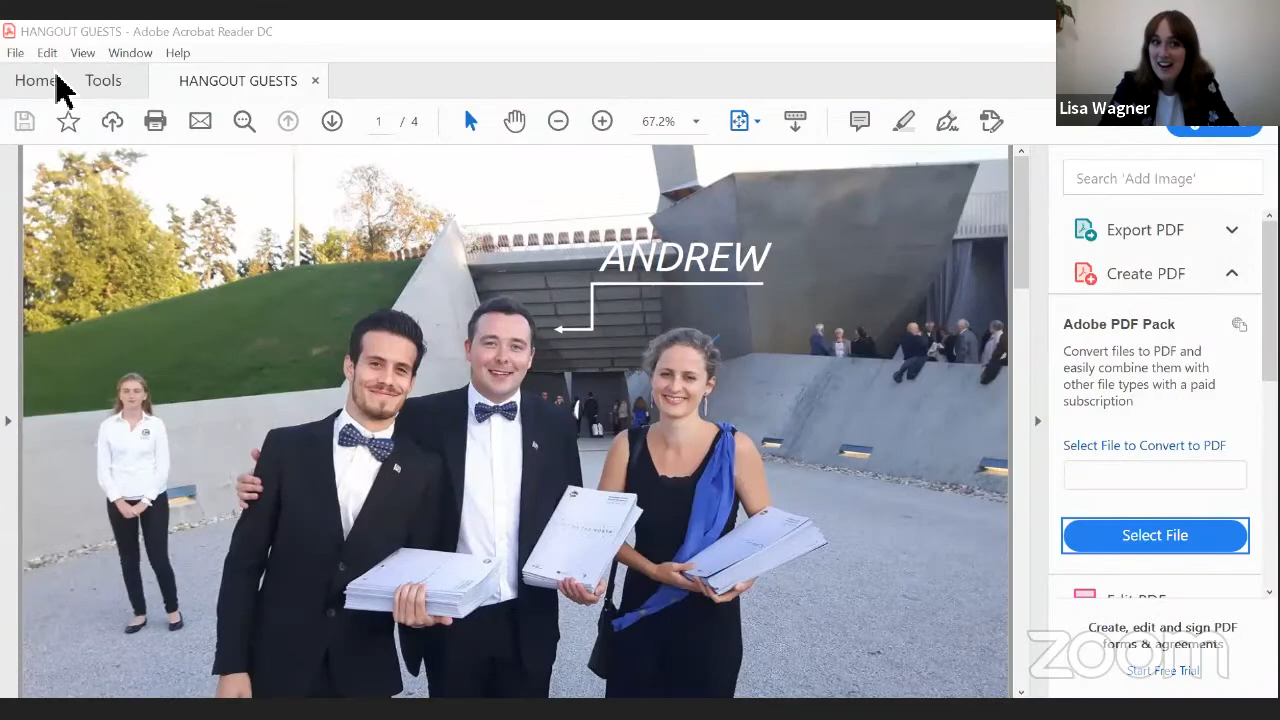 HANGOUT GUESTS - Adobe Acrobat Reader DC
File Edit View Window Help
Home Tools HANGOUT GUESTS ×
1 / 4 67.2%
Lisa Wagner
ANDREW
Search 'Add Image'
Export PDF
Create PDF
Adobe PDF Pack
Convert files to PDF and
easily combine them with
other file types with a paid
subscription
Select File to Convert to PDF
Select File
Edit PDF
Create, edit and sign PDF
forms & agreements
Start Free Trial
zoom